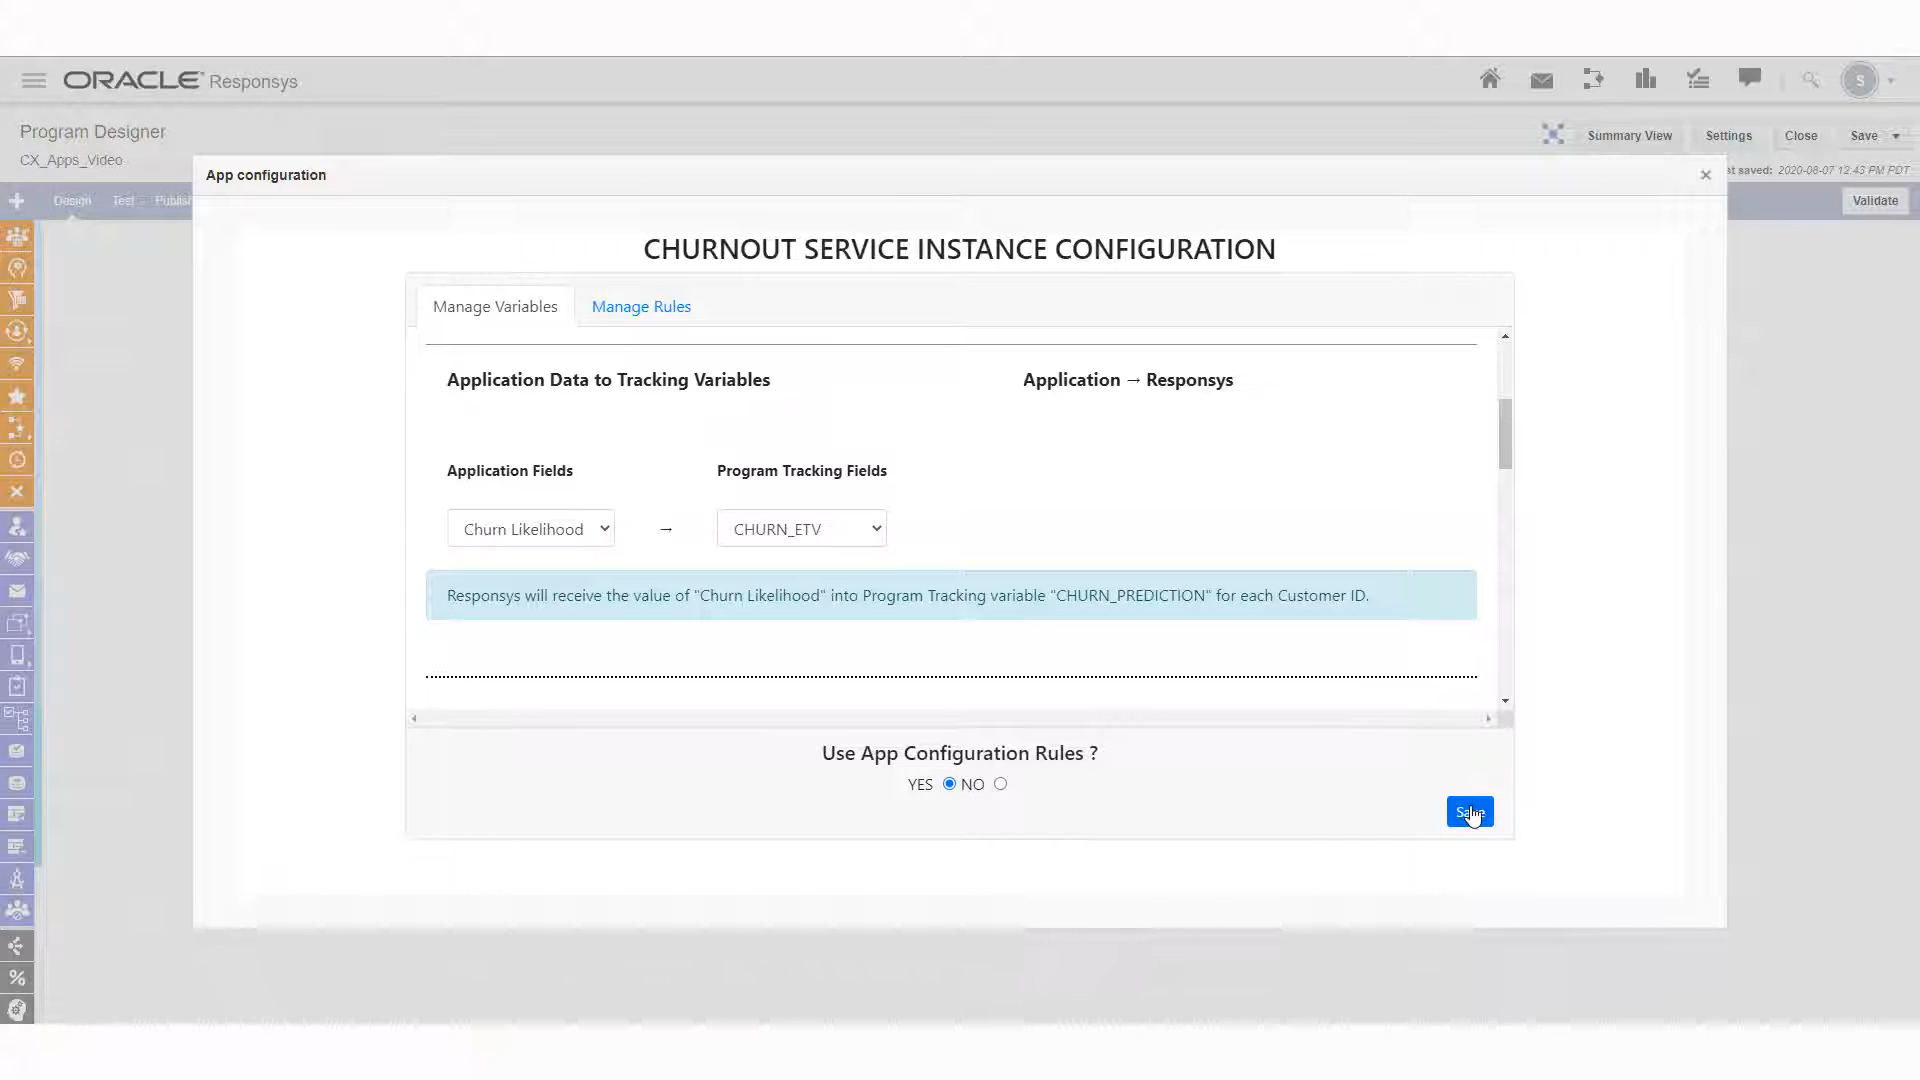 ORACLE Responsys
S
Program Designer
CX_Apps_Video
Summary View
Settings
Close
Save
st saved: 2020-08-07 12:43 PM PDT
Design
Test
Publish
Validate
App configuration
CHURNOUT SERVICE INSTANCE CONFIGURATION
Manage Variables
Manage Rules
Application Data to Tracking Variables
Application → Responsys
Application Fields
Program Tracking Fields
Churn Likelihood
→
CHURN_ETV
Responsys will receive the value of "Churn Likelihood" into Program Tracking variable "CHURN_PREDICTION" for each Customer ID.
Use App Configuration Rules ?
YES NO
Save